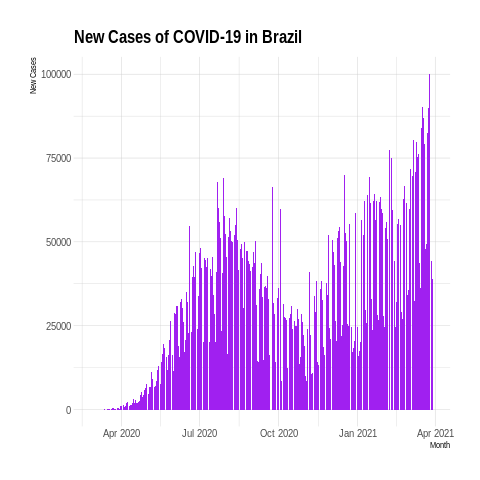 New Cases of COVID-19 in Brazil
New Cases
100000
75000
50000
25000
0
Apr 2020
Jul 2020
Oct 2020
Jan 2021
Apr 2021
Month